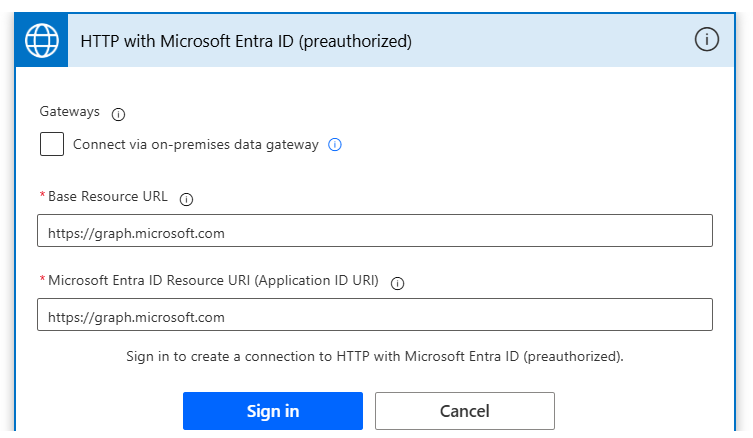 HTTP with Microsoft Entra ID (preauthorized)
Gateways
Connect via on-premises data gateway
* Base Resource URL
https://graph.microsoft.com
* Microsoft Entra ID Resource URI (Application ID URI)
https://graph.microsoft.com
Sign in to create a connection to HTTP with Microsoft Entra ID (preauthorized).
Sign in Cancel